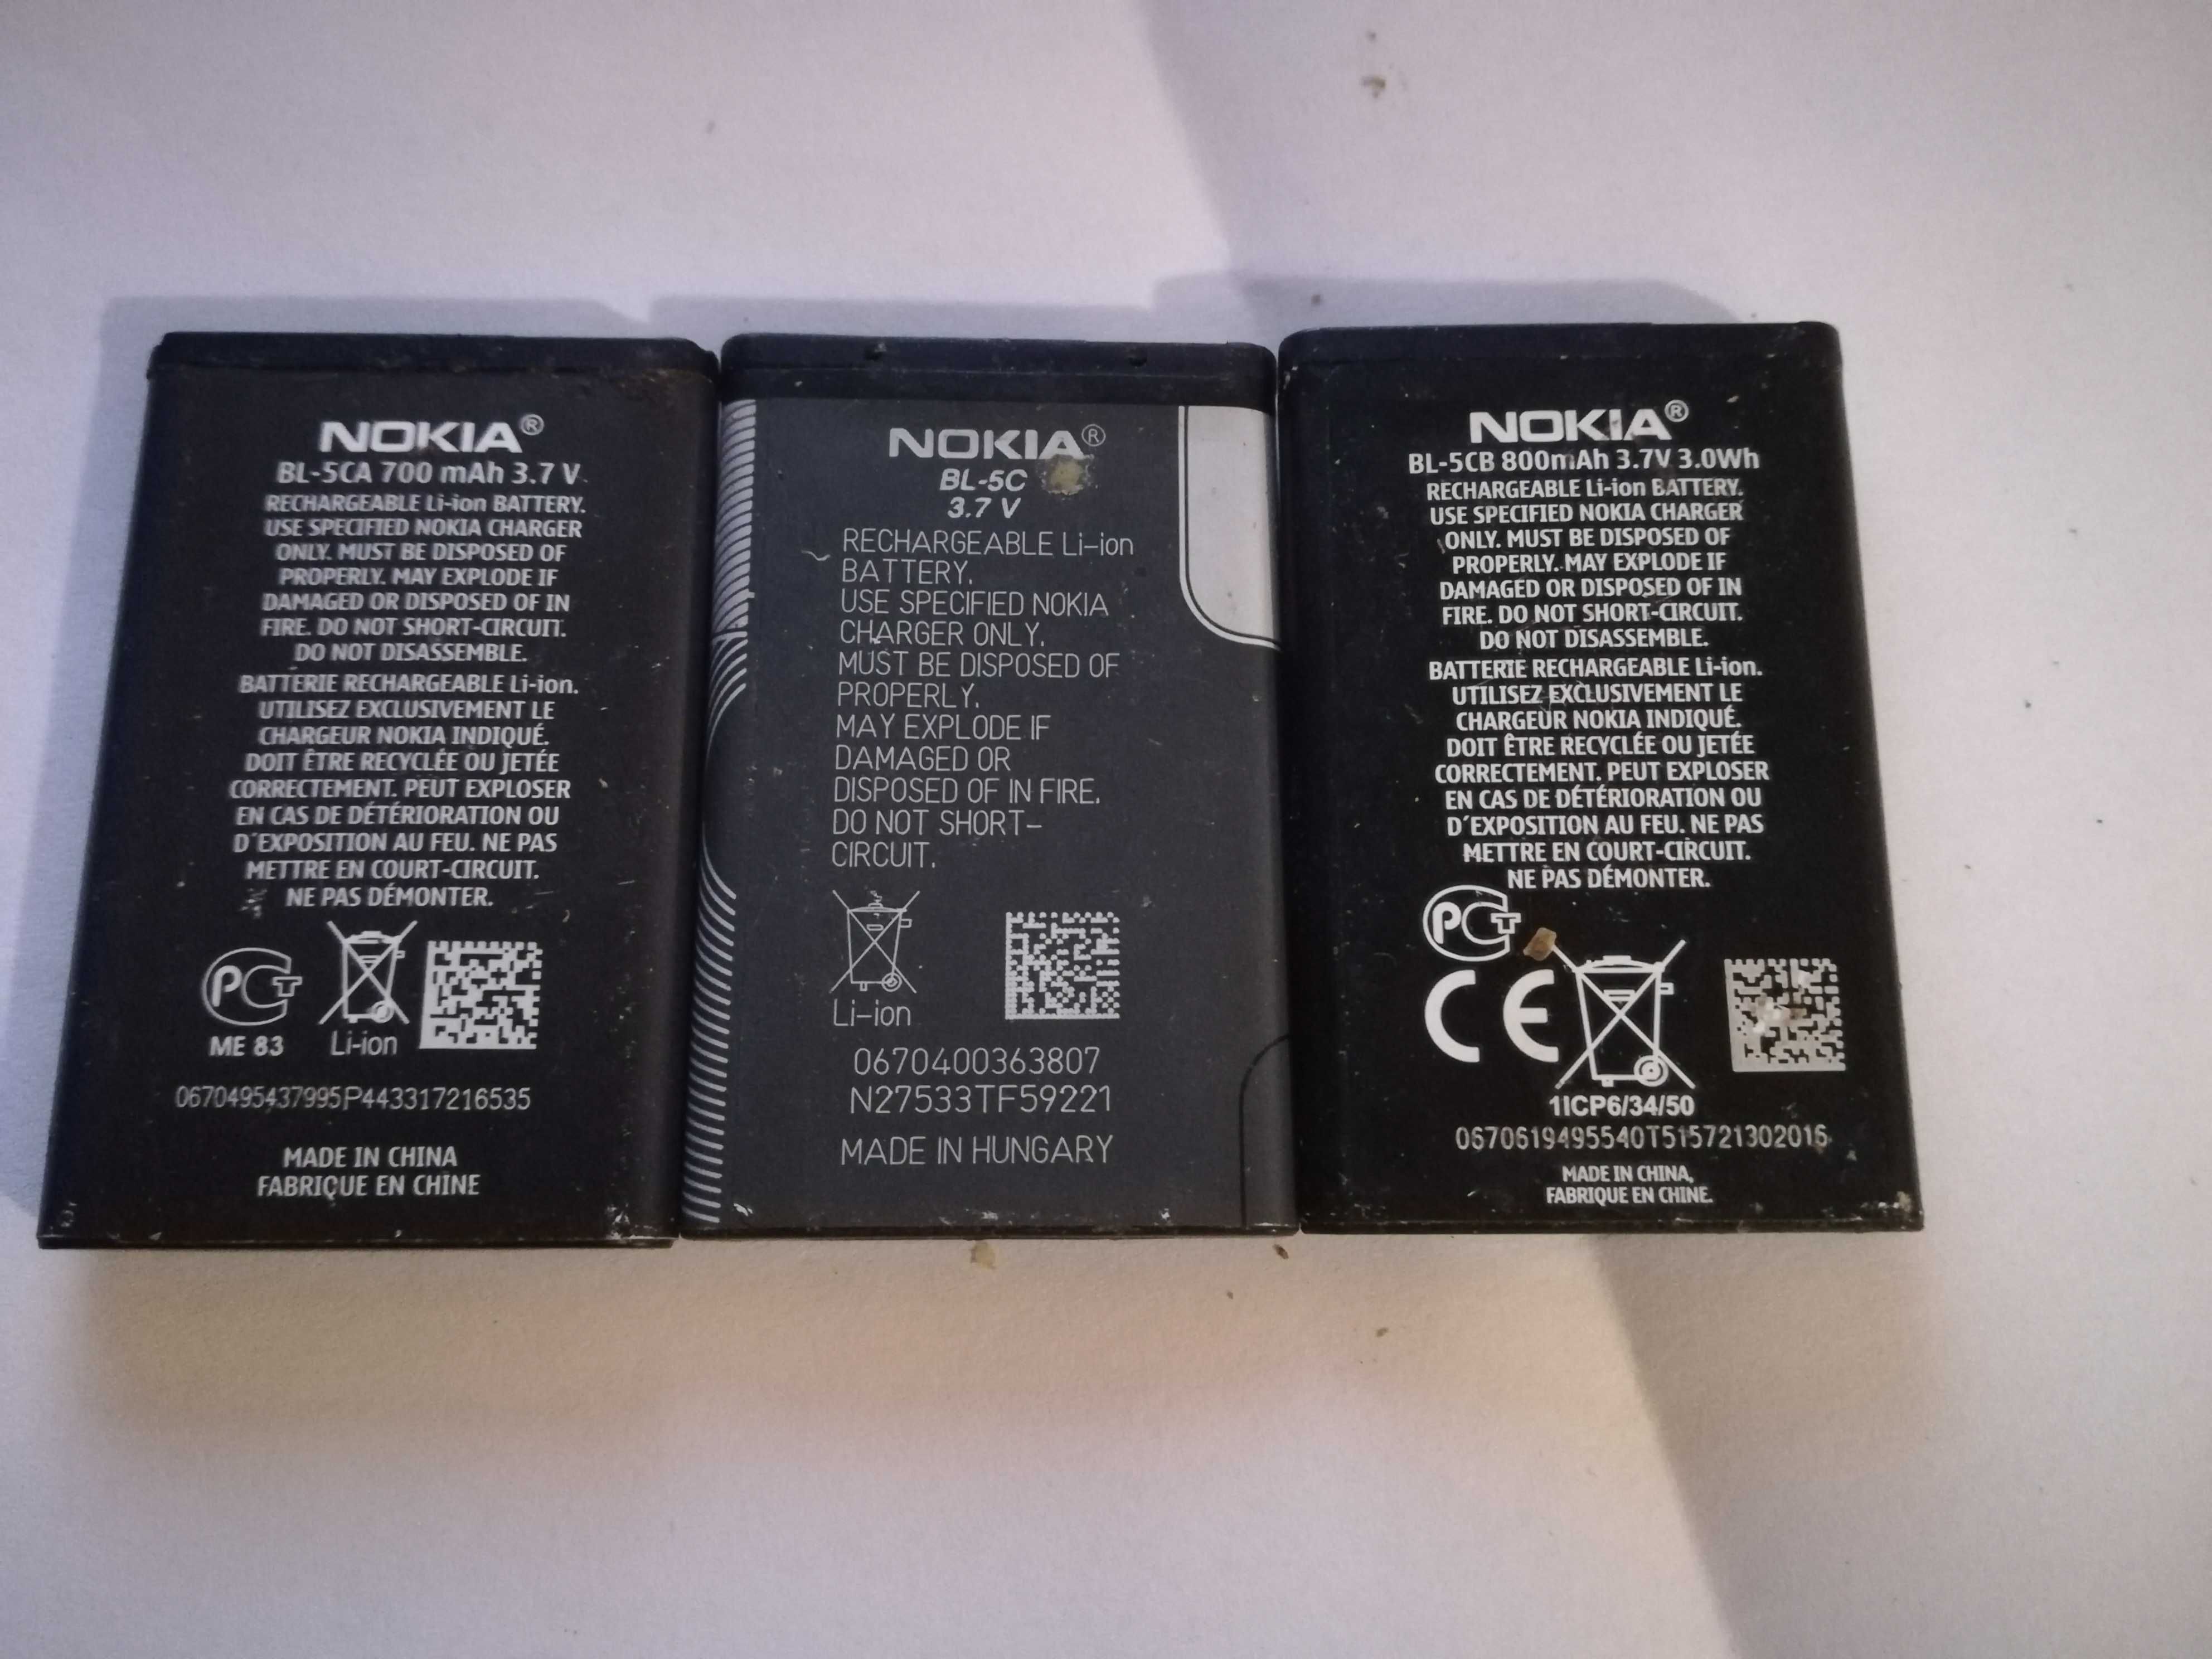 NOKIA®
BL-5CA 700 mAh 3.7 V
RECHARGEABLE Li-ion BATTERY.
USE SPECIFIED NOKIA CHARGER
ONLY. MUST BE DISPOSED OF
PROPERLY. MAY EXPLODE IF
DAMAGED OR DISPOSED OF IN
FIRE. DO NOT SHORT-CIRCUIT.
DO NOT DISASSEMBLE.
BATTERIE RECHARGEABLE Li-ion.
UTILISEZ EXCLUSIVEMENT LE
CHARGEUR NOKIA INDIQUÉ.
DOIT ÊTRE RECYCLÉE OU JETÉE
CORRECTEMENT. PEUT EXPLOSER
EN CAS DE DÉTÉRIORATION OU
D´EXPOSITION AU FEU. NE PAS
METTRE EN COURT-CIRCUIT.
NE PAS DÉMONTER.
PCT
ME 83 Li-ion
0670495437995P443317216535
MADE IN CHINA
FABRIQUE EN CHINE
NOKIA®
BL-5C
3.7 V
RECHARGEABLE Li-ion
BATTERY.
USE SPECIFIED NOKIA
CHARGER ONLY.
MUST BE DISPOSED OF
PROPERLY.
MAY EXPLODE IF
DAMAGED OR
DISPOSED OF IN FIRE.
DO NOT SHORT-
CIRCUIT.
Li-ion
0670400363807
N27533TF59221
MADE IN HUNGARY
NOKIA®
BL-5CB 800mAh 3.7V 3.0Wh
RECHARGEABLE Li-ion BATTERY.
USE SPECIFIED NOKIA CHARGER
ONLY. MUST BE DISPOSED OF
PROPERLY. MAY EXPLODE IF
DAMAGED OR DISPOSED OF IN
FIRE. DO NOT SHORT-CIRCUIT.
DO NOT DISASSEMBLE.
BATTERIE RECHARGEABLE Li-ion.
UTILISEZ EXCLUSIVEMENT LE
CHARGEUR NOKIA INDIQUÉ.
DOIT ÊTRE RECYCLÉE OU JETÉE
CORRECTEMENT. PEUT EXPLOSER
EN CAS DE DÉTÉRIORATION OU
D´EXPOSITION AU FEU. NE PAS
METTRE EN COURT-CIRCUIT.
NE PAS DÉMONTER.
PCT
CE
1ICP6/34/50
0670619495540T515721302016
MADE IN CHINA,
FABRIQUE EN CHINE.